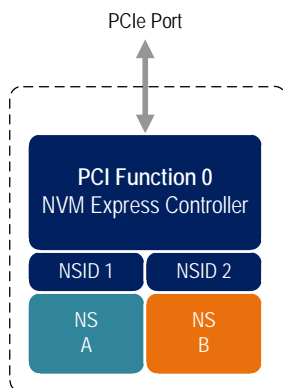 PCIe Port
PCI Function 0
NVM Express Controller
NSID 1
NSID 2
NS
A
NS
B